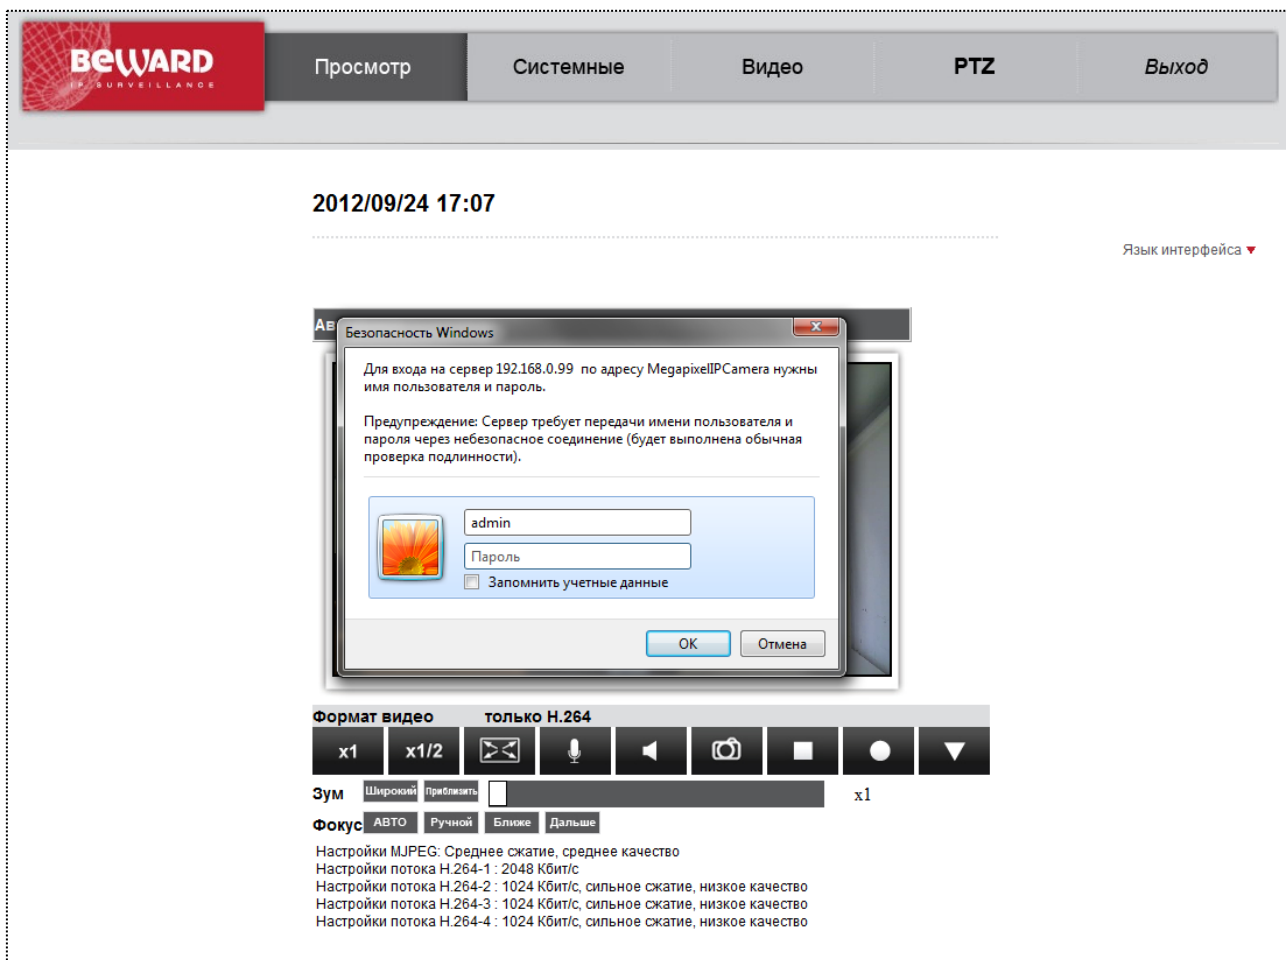 BEWARD
IP SURVEILLANCE
Просмотр
Системные
Видео
PTZ
Выход
2012/09/24 17:07
Язык интерфейса
Ав
Безопасность Windows
Для входа на сервер 192.168.0.99 по адресу MegapixelIPCamera нужны
имя пользователя и пароль.
Предупреждение: Сервер требует передачи имени пользователя и
пароля через небезопасное соединение (будет выполнена обычная
проверка подлинности).
admin
Пароль
Запомнить учетные данные
OK
Отмена
Формат видео только H.264
x1
x1/2
Зум Широкий Приблизить x1
Фокус АВТО Ручной Ближе Дальше
Настройки MJPEG: Среднее сжатие, среднее качество
Настройки потока H.264-1 : 2048 Кбит/с
Настройки потока H.264-2 : 1024 Кбит/с, сильное сжатие, низкое качество
Настройки потока H.264-3 : 1024 Кбит/с, сильное сжатие, низкое качество
Настройки потока H.264-4 : 1024 Кбит/с, сильное сжатие, низкое качество